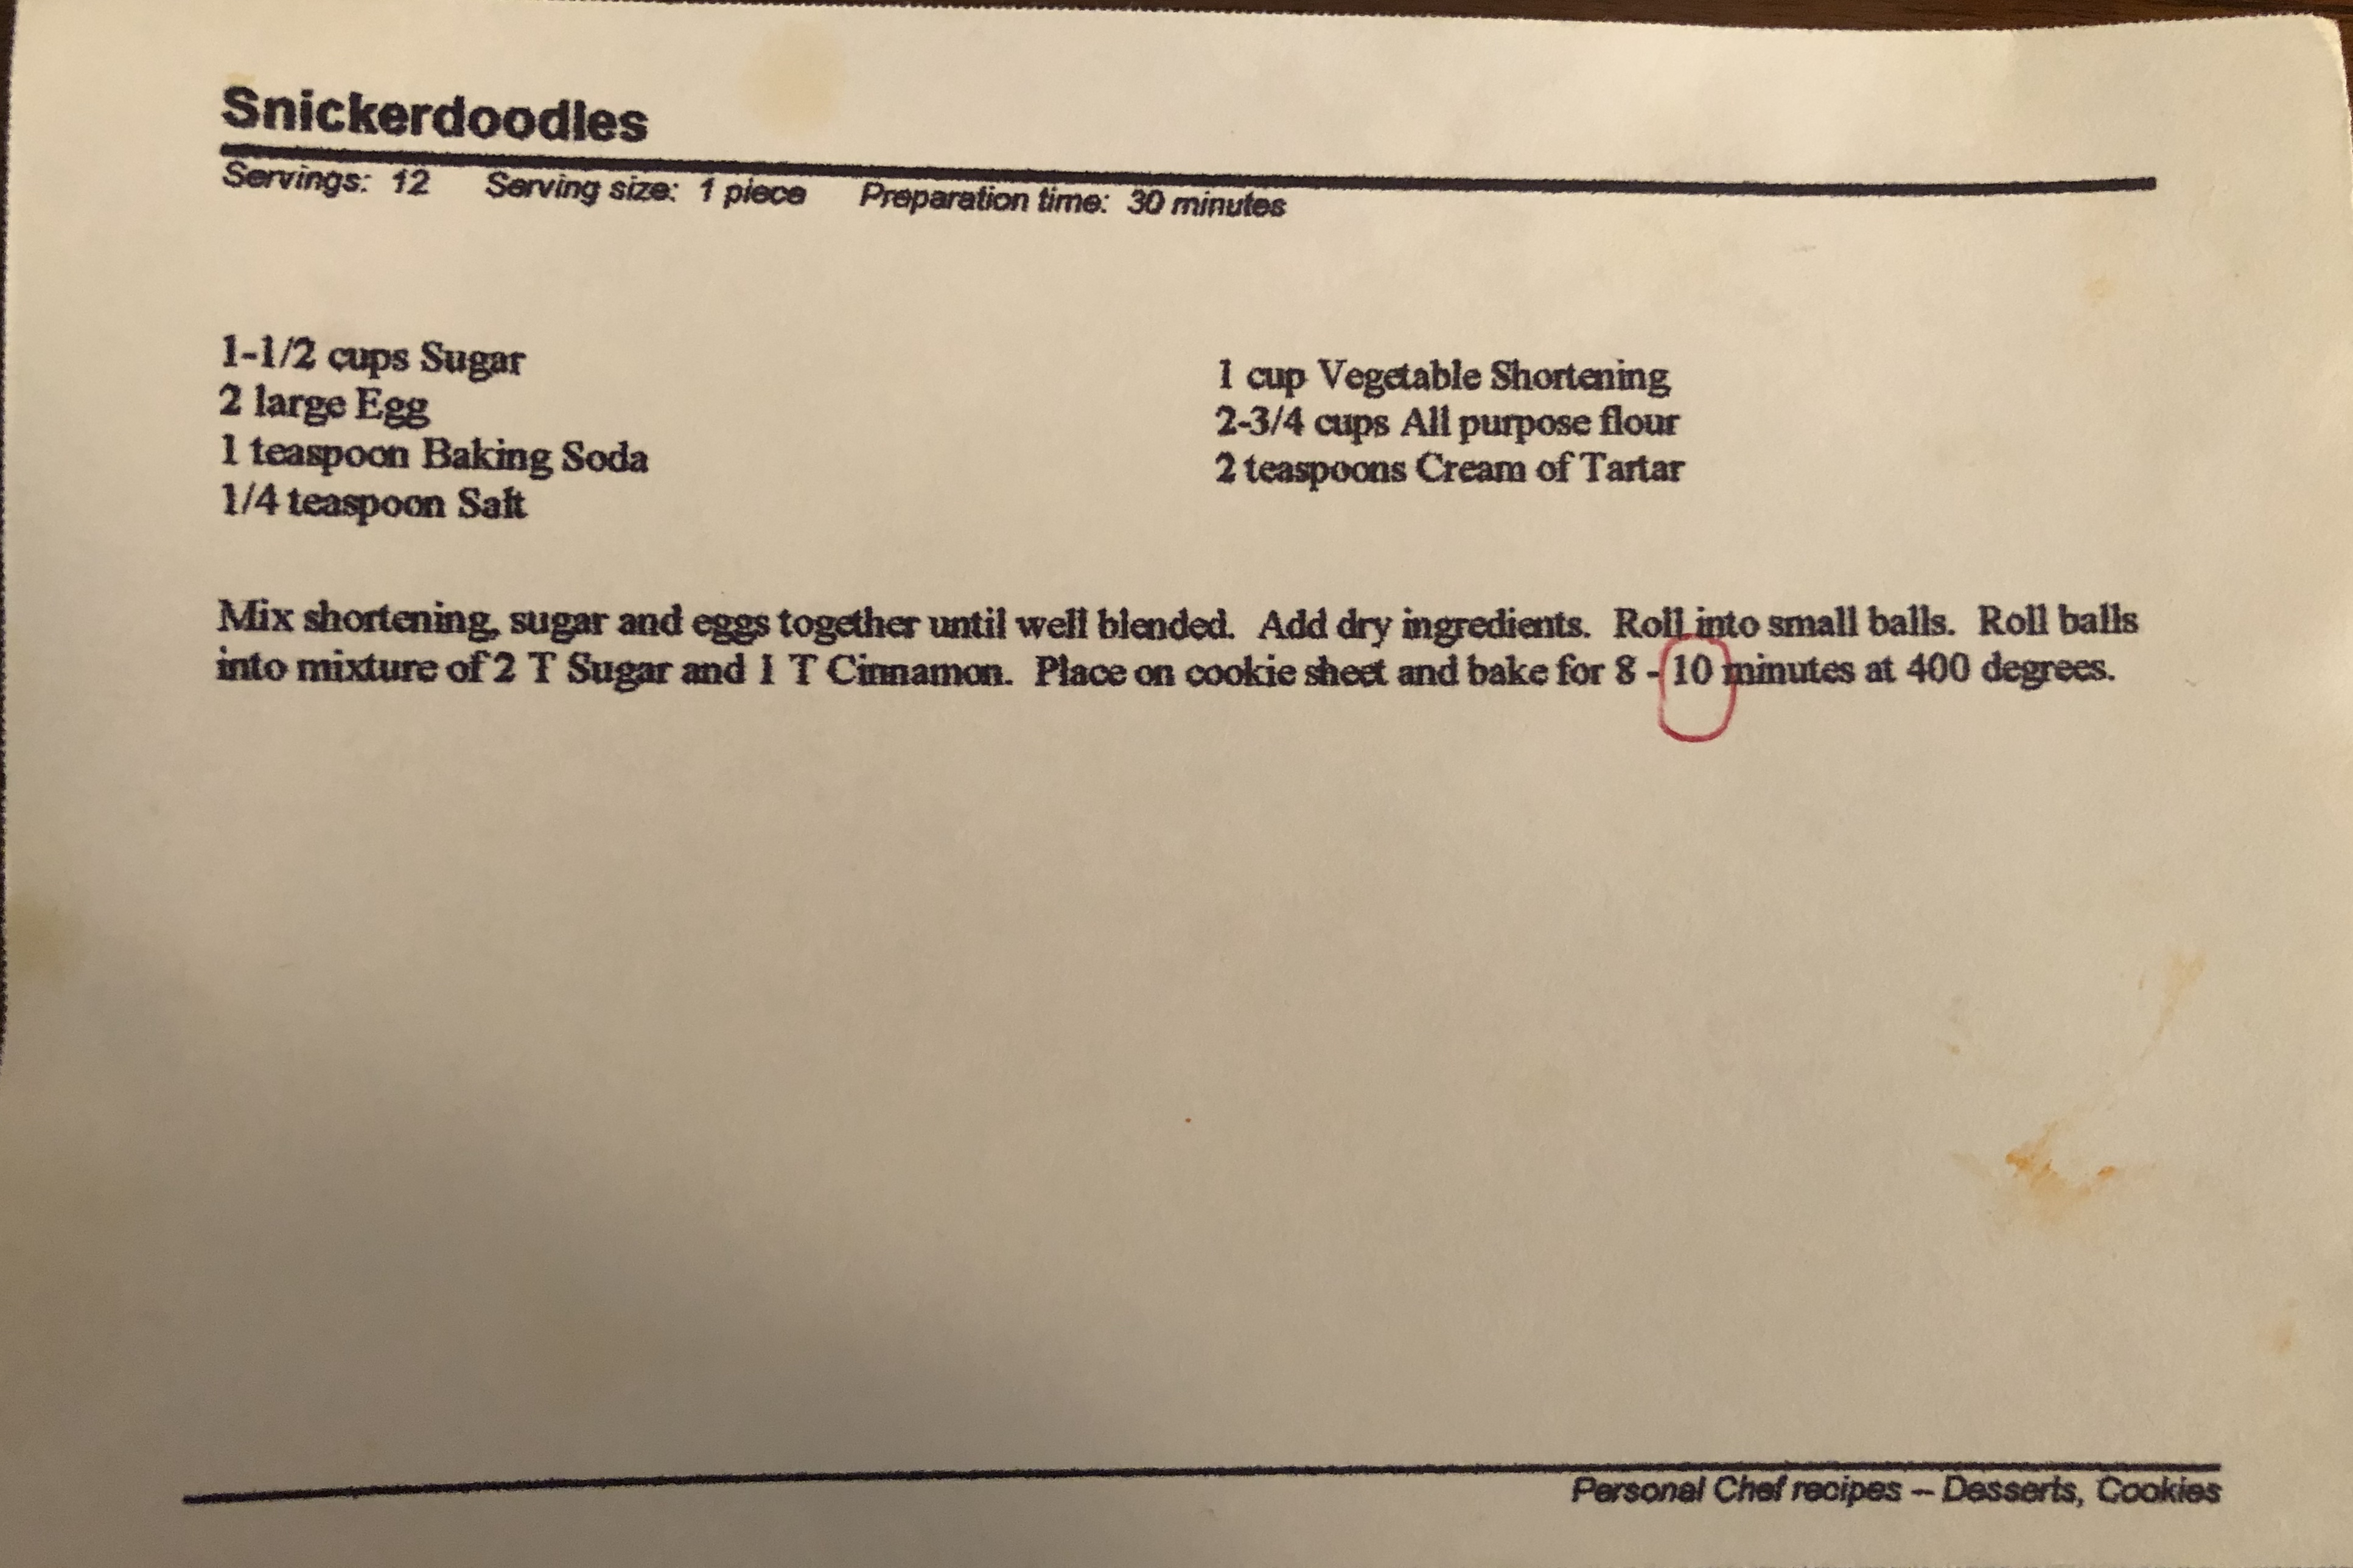 Snickerdoodles
Servings: 12 Serving size: 1 piece Preparation time: 30 minutes
1-1/2 cups Sugar
2 large Egg
1 teaspoon Baking Soda
1/4 teaspoon Salt
1 cup Vegetable Shortening
2-3/4 cups All purpose flour
2 teaspoons Cream of Tartar
Mix shortening, sugar and eggs together until well blended. Add dry ingredients. Roll into small balls. Roll balls
into mixture of 2 T Sugar and 1 T Cinnamon. Place on cookie sheet and bake for 8 - 10 minutes at 400 degrees.
Personal Chef recipes -- Desserts, Cookies